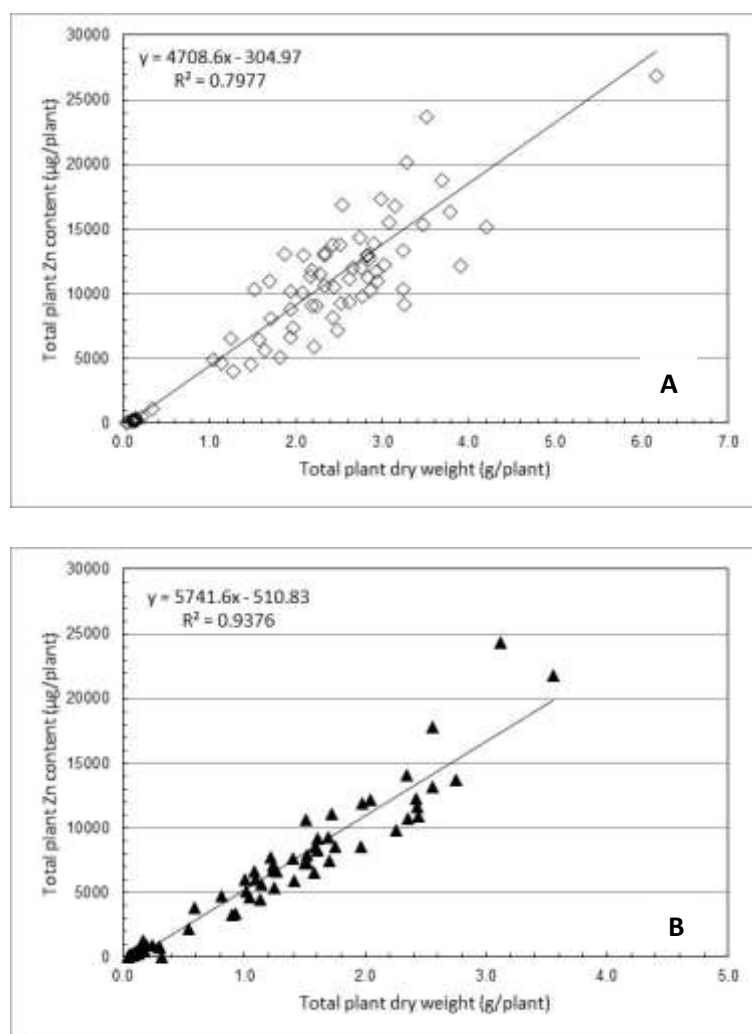 30000
y = 4708.6x - 304.97
R² = 0.7977
25000
20000
15000
10000
5000
0
Total plant Zn content (µg/plant)
A
0.0 1.0 2.0 3.0 4.0 5.0 6.0 7.0
Total plant dry weight (g/plant)
30000
y = 5741.6x - 510.83
R² = 0.9376
25000
20000
15000
10000
5000
0
Total plant Zn content (µg/plant)
B
0.0 1.0 2.0 3.0 4.0 5.0
Total plant dry weight (g/plant)